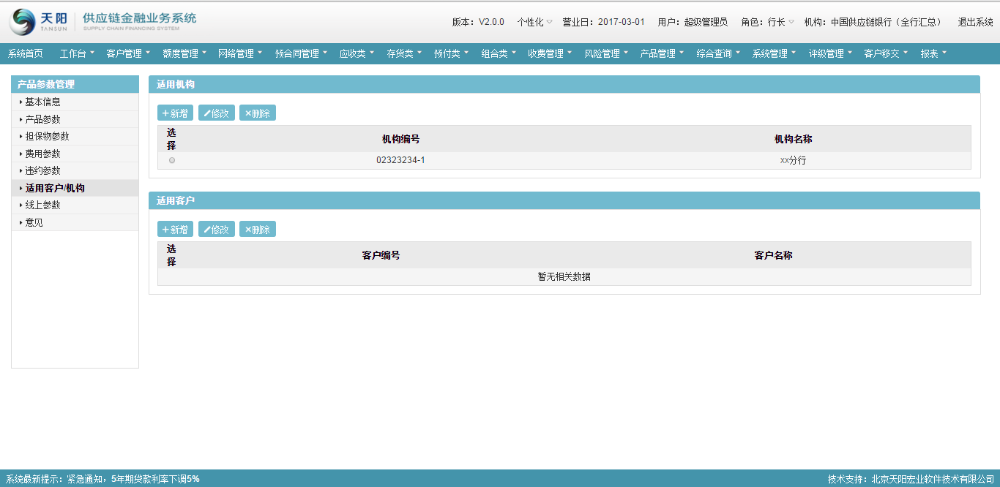 天阳 TANSUN 供应链金融业务系统 SUPPLY CHAIN FINANCING SYSTEM
版本：V2.0.0 个性化 营业日：2017-03-01 用户：超级管理员 角色：行长 机构：中国供应链银行（全行汇总） 退出系统
系统首页 工作台 客户管理 额度管理 网络管理 预合同管理 应收类 存货类 预付类 组合类 收费管理 风险管理 产品管理 综合查询 系统管理 评级管理 客户移交 报表
产品参数管理
基本信息
产品参数
担保物参数
费用参数
违约参数
适用客户/机构
线上参数
意见
适用机构
+新增 修改 ×删除
选择 机构编号 机构名称
02323234-1 xx分行
适用客户
+新增 修改 ×删除
选择 客户编号 客户名称
暂无相关数据
系统最新提示：紧急通知，5年期贷款利率下调5% 技术支持：北京天阳宏业软件技术有限公司